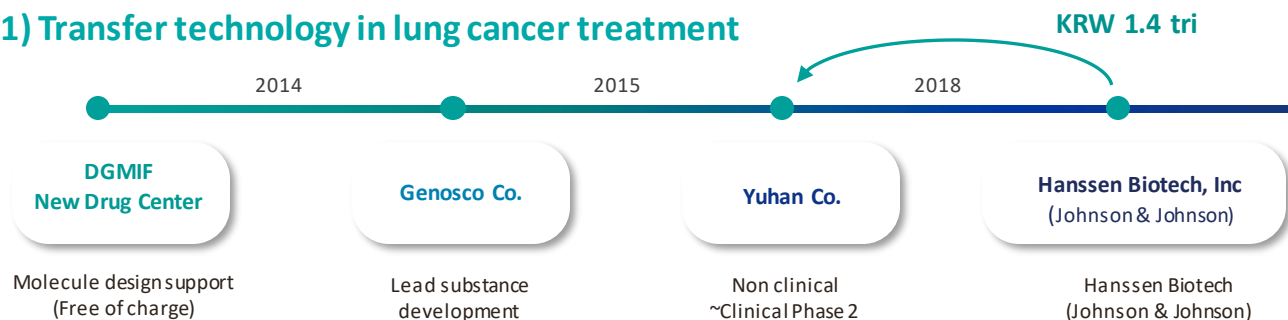 1) Transfer technology in lung cancer treatment
KRW 1.4 tri
2014
2015
2018
DGMIF
New Drug Center
Genosco Co.
Yuhan Co.
Hanssen Biotech, Inc
(Johnson & Johnson)
Molecule design support
(Free of charge)
Lead substance
development
Non clinical
~Clinical Phase 2
Hanssen Biotech
(Johnson & Johnson)